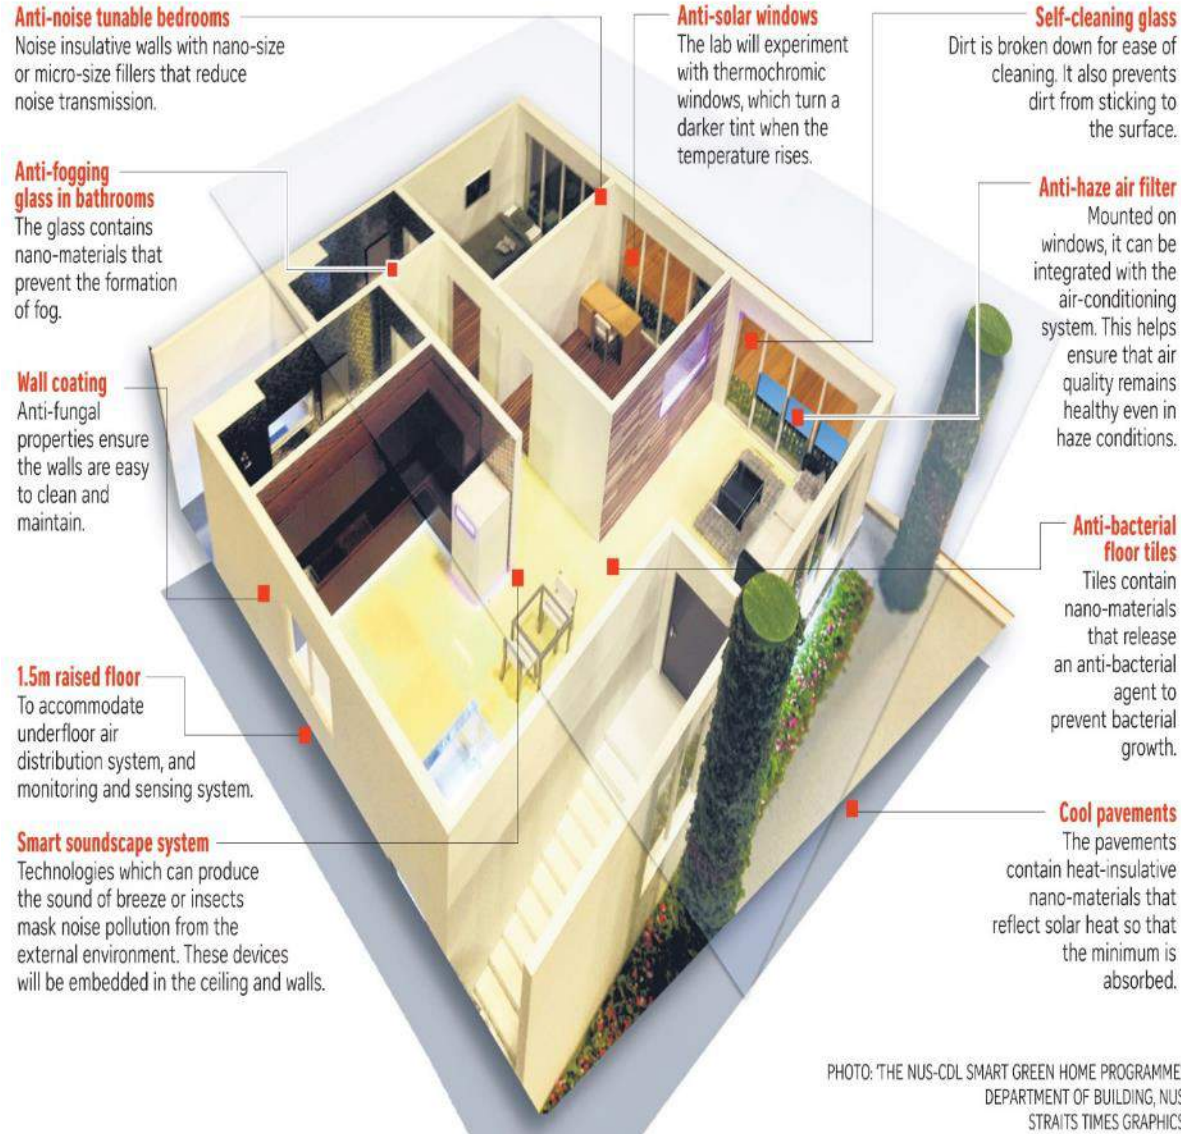 Anti-noise tunable bedrooms
Noise insulative walls with nano-size
or micro-size fillers that reduce
noise transmission.
Anti-fogging
glass in bathrooms
The glass contains
nano-materials that
prevent the formation
of fog.
Wall coating
Anti-fungal
properties ensure
the walls are easy
to clean and
maintain.
1.5m raised floor
To accommodate
underfloor air
distribution system, and
monitoring and sensing system.
Smart soundscape system
Technologies which can produce
the sound of breeze or insects
mask noise pollution from the
external environment. These devices
will be embedded in the ceiling and walls.
Anti-solar windows
The lab will experiment
with thermochromic
windows, which turn a
darker tint when the
temperature rises.
Self-cleaning glass
Dirt is broken down for ease of
cleaning. It also prevents
dirt from sticking to
the surface.
Anti-haze air filter
Mounted on
windows, it can be
integrated with the
air-conditioning
system. This helps
ensure that air
quality remains
healthy even in
haze conditions.
Anti-bacterial
floor tiles
Tiles contain
nano-materials
that release
an anti-bacterial
agent to
prevent bacterial
growth.
Cool pavements
The pavements
contain heat-insulative
nano-materials that
reflect solar heat so that
the minimum is
absorbed.
PHOTO: 'THE NUS-CDL SMART GREEN HOME PROGRAMME,
DEPARTMENT OF BUILDING, NUS
STRAITS TIMES GRAPHICS